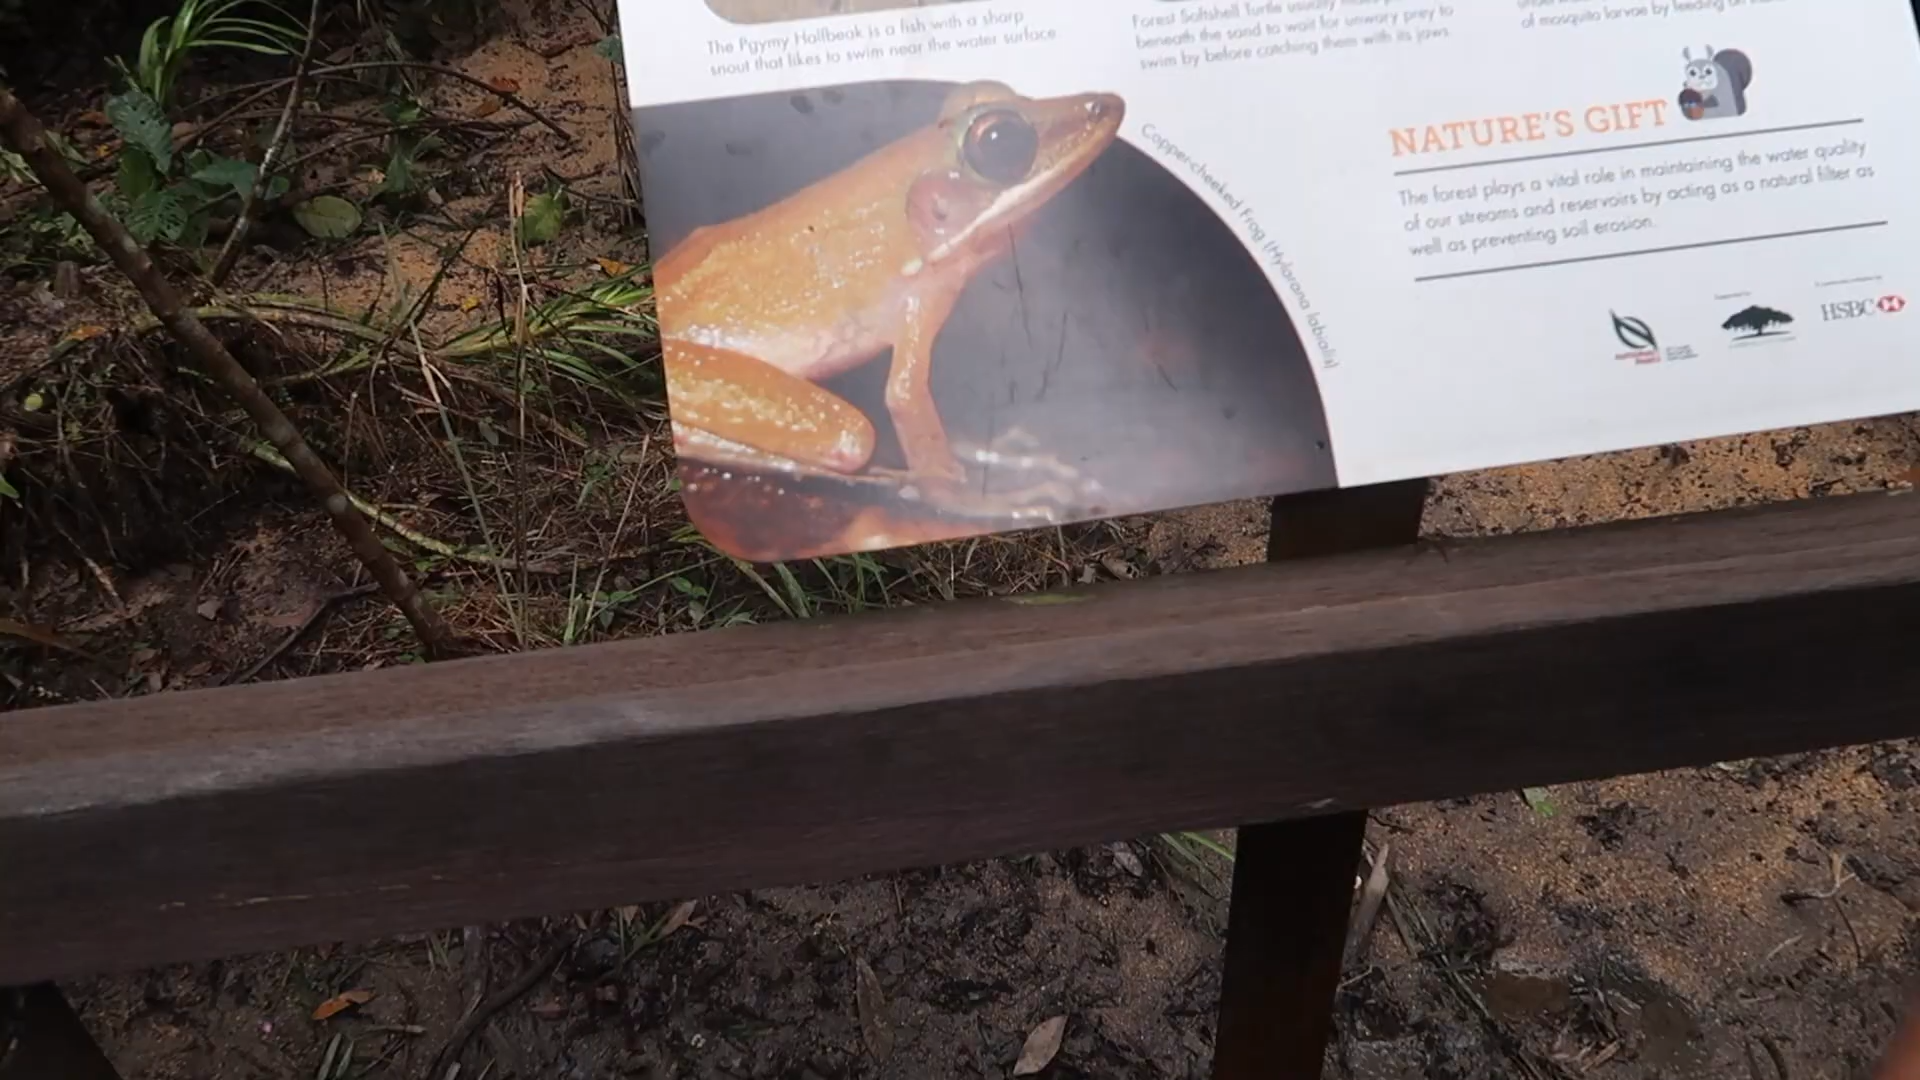 The Pgymy Halfbeak is a fish with a sharp
snout that likes to swim near the water surface.
Forest Softshell Turtle usually
beneath the sand to wait for unwary prey to
swim by before catching them with its jaws.
of mosquito larvae by feeding
Copper-cheeked Frog (Hylarana labialis)
NATURE'S GIFT
The forest plays a vital role in maintaining the water quality
of our streams and reservoirs by acting as a natural filter as
well as preventing soil erosion.
HSBC